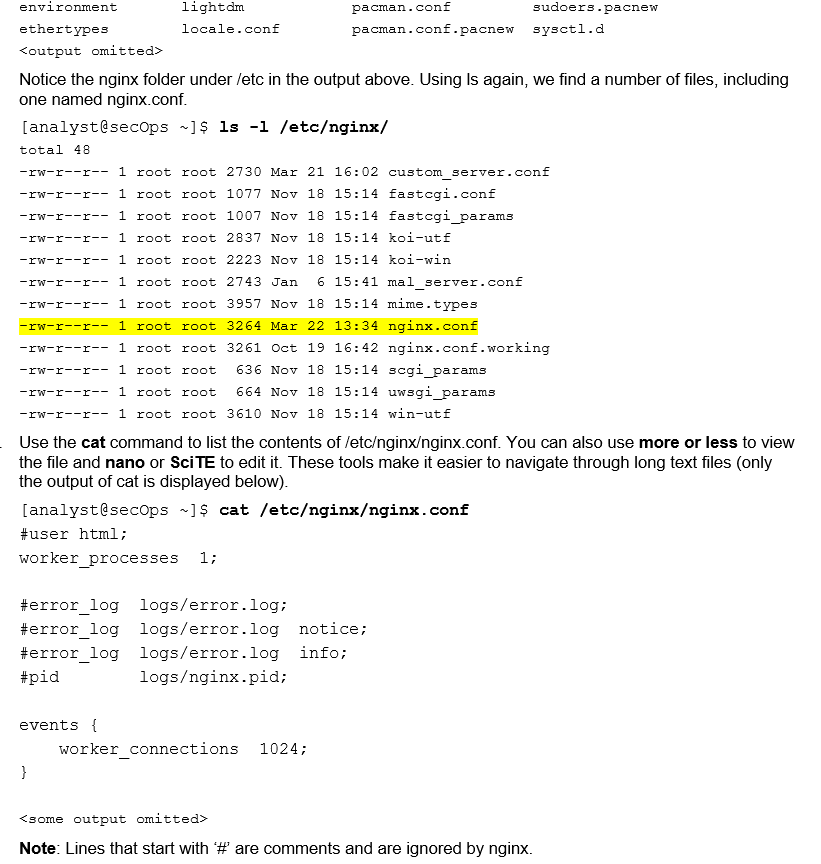 environment    lightdm    pacman.conf    sudoers.pacnew
ethertypes    locale.conf    pacman.conf.pacnew    sysctl.d
<output omitted>
Notice the nginx folder under /etc in the output above. Using ls again, we find a number of files, including
one named nginx.conf.
[analyst@secOps ~]$ ls -l /etc/nginx/
total 48
-rw-r--r-- 1 root root 2730 Mar 21 16:02 custom_server.conf
-rw-r--r-- 1 root root 1077 Nov 18 15:14 fastcgi.conf
-rw-r--r-- 1 root root 1007 Nov 18 15:14 fastcgi_params
-rw-r--r-- 1 root root 2837 Nov 18 15:14 koi-utf
-rw-r--r-- 1 root root 2223 Nov 18 15:14 koi-win
-rw-r--r-- 1 root root 2743 Jan  6 15:41 mal_server.conf
-rw-r--r-- 1 root root 3957 Nov 18 15:14 mime.types
-rw-r--r-- 1 root root 3264 Mar 22 13:34 nginx.conf
-rw-r--r-- 1 root root 3261 Oct 19 16:42 nginx.conf.working
-rw-r--r-- 1 root root  636 Nov 18 15:14 scgi_params
-rw-r--r-- 1 root root  664 Nov 18 15:14 uwsgi_params
-rw-r--r-- 1 root root 3610 Nov 18 15:14 win-utf
Use the cat command to list the contents of /etc/nginx/nginx.conf. You can also use more or less to view
the file and nano or SciTE to edit it. These tools make it easier to navigate through long text files (only
the output of cat is displayed below).
[analyst@secOps ~]$ cat /etc/nginx/nginx.conf
#user html;
worker_processes  1;
#error_log  logs/error.log;
#error_log  logs/error.log  notice;
#error_log  logs/error.log  info;
#pid        logs/nginx.pid;
events {
    worker_connections  1024;
}
<some output omitted>
Note: Lines that start with ‘#’ are comments and are ignored by nginx.